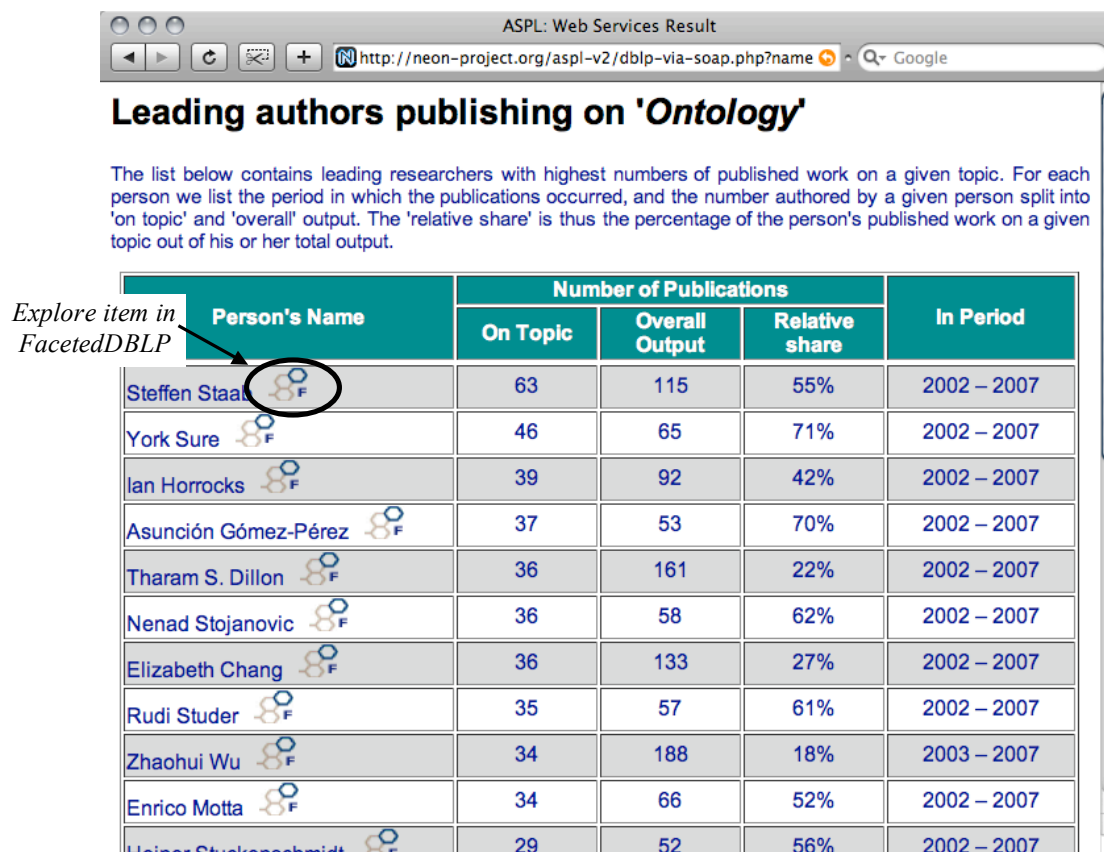 ASPL: Web Services Result
http://neon-project.org/aspl-v2/dblp-via-soap.php?name
Google
Leading authors publishing on 'Ontology'
The list below contains leading researchers with highest numbers of published work on a given topic. For each
person we list the period in which the publications occurred, and the number authored by a given person split into
'on topic' and 'overall' output. The 'relative share' is thus the percentage of the person's published work on a given
topic out of his or her total output.
Explore item in
FacetedDBLP
Person's Name
Number of Publications
In Period
On Topic
Overall
Output
Relative
share
Steffen Staab F 63 115 55% 2002 – 2007
York Sure F 46 65 71% 2002 – 2007
Ian Horrocks F 39 92 42% 2002 – 2007
Asunción Gómez-Pérez F 37 53 70% 2002 – 2007
Tharam S. Dillon F 36 161 22% 2002 – 2007
Nenad Stojanovic F 36 58 62% 2002 – 2007
Elizabeth Chang F 36 133 27% 2002 – 2007
Rudi Studer F 35 57 61% 2002 – 2007
Zhaohui Wu F 34 188 18% 2003 – 2007
Enrico Motta F 34 66 52% 2002 – 2007
Heiner Stuckenschmidt F 29 52 56% 2002 – 2007